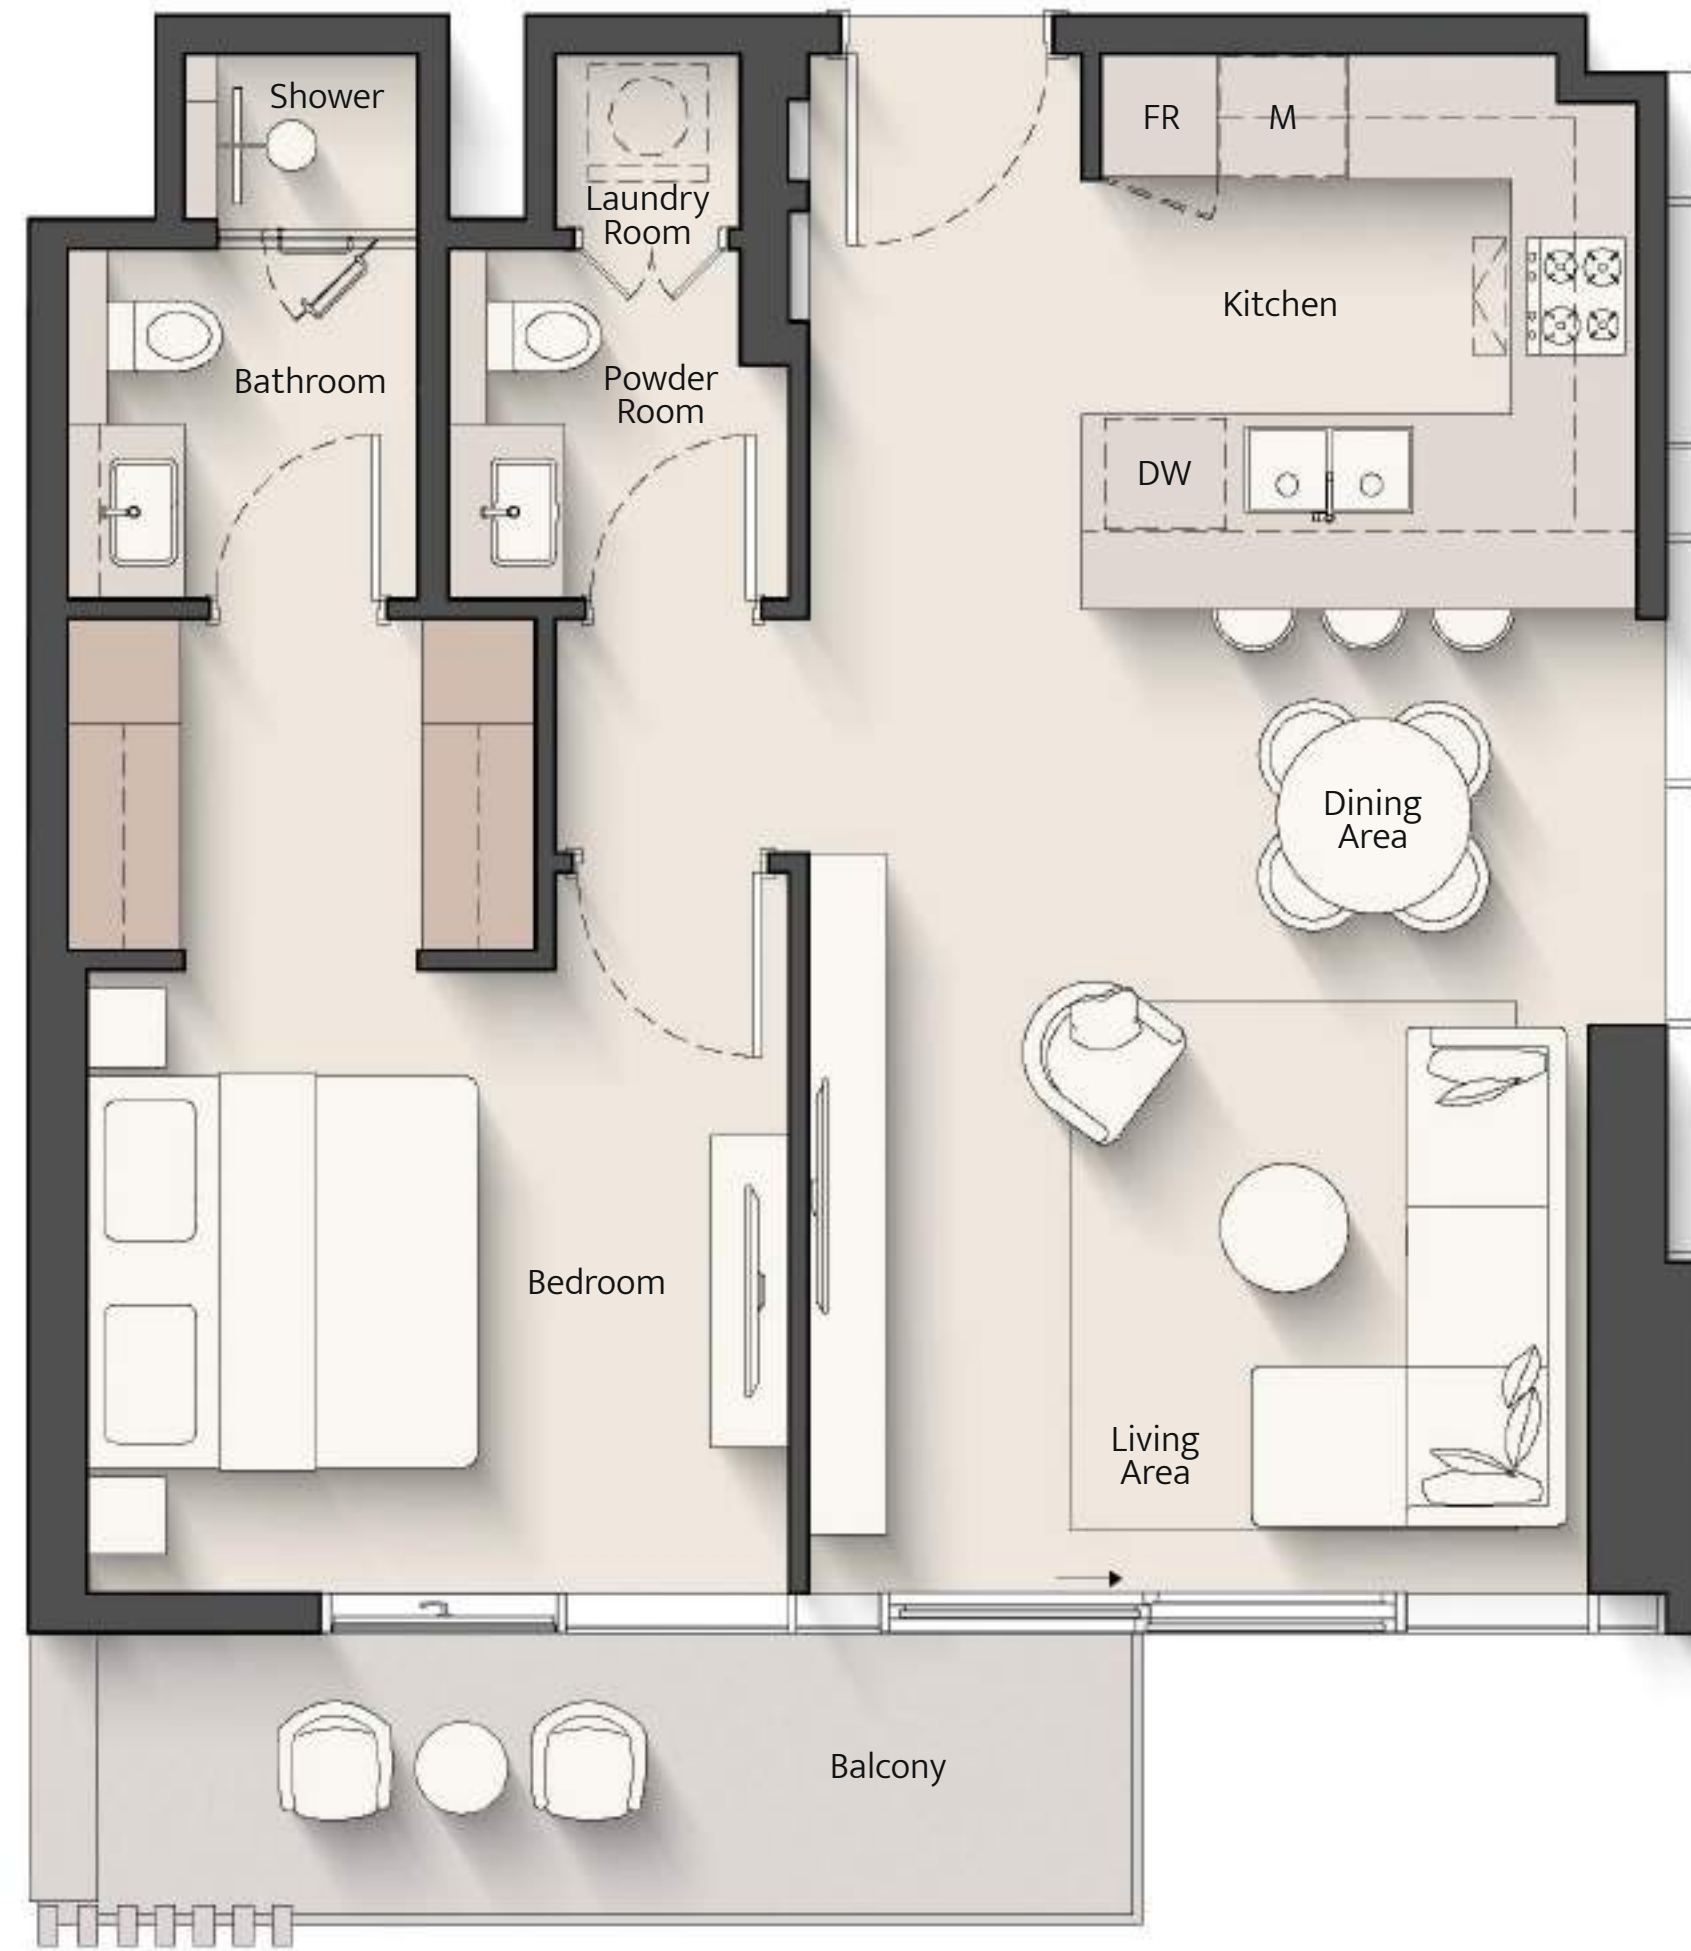 Shower
Laundry
Room
FR
M
Kitchen
Bathroom
Powder
Room
DW
Dining
Area
Bedroom
Living
Area
Balcony